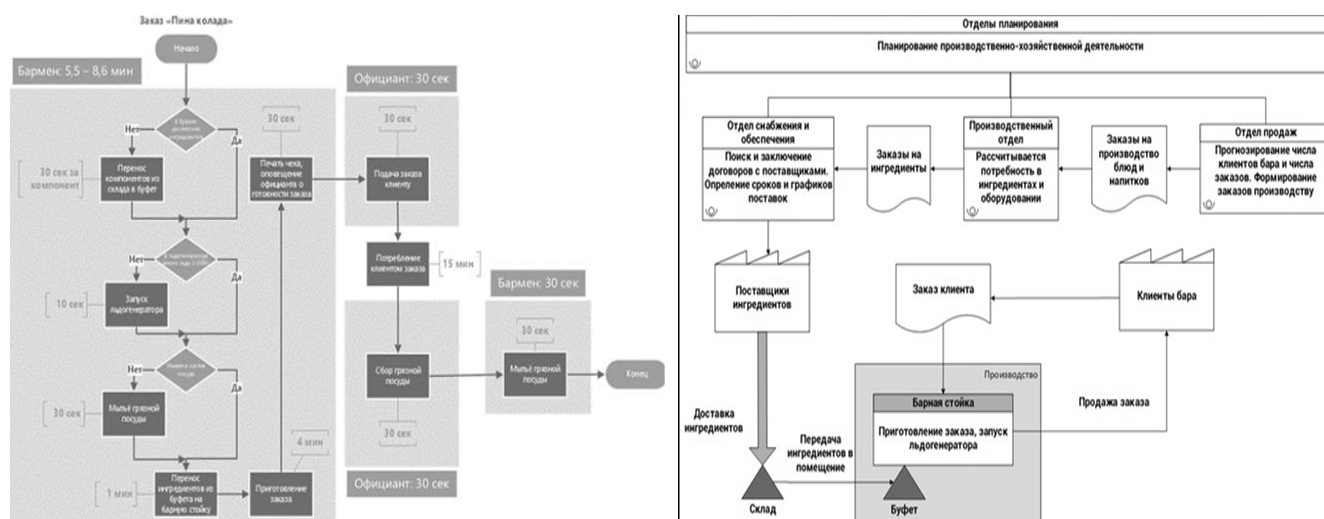 Заказ «Пина колада»
Начало
Бармен: 5,5 – 8,6 мин
В буфете
достаточно
ингредиентов
Нет
Да
30 сек за
компонент
Перенос
компонентов из
склада в буфет
Нет
Да
10 сек
Запуск
льдогенератора
Нет
Да
30 сек
Мытьё грязной
посуды
1 мин
Перенос
ингредиентов из
буфета на
барную стойку
4 мин
Приготовление
заказа
30 сек
Печать чека,
оповещение
официанта о
готовности заказа
Официант: 30 сек
30 сек
Подача заказа
клиенту
Потребление
клиентом заказа
15 мин
Сбор грязной
посуды
30 сек
Официант: 30 сек
Бармен: 30 сек
30 сек
Мытьё грязной
посуды
Конец
Отделы планирования
Планирование производственно-хозяйственной деятельности
Отдел снабжения и
обеспечения
Поиск и заключение
договоров с поставщиками.
Опреление сроков и графиков
поставок
Заказы на
ингредиенты
Производственный
отдел
Рассчитывается
потребность в
ингредиентах и
оборудовании
Заказы на
производство
блюд и
напитков
Отдел продаж
Прогнозирование числа
клиентов бара и числа
заказов. Формирование
заказов производству
Поставщики
ингредиентов
Заказ клиента
Клиенты бара
Производство
Барная стойка
Приготовление заказа, запуск
льдогенератора
Продажа заказа
Доставка
ингредиентов
Передача
ингредиентов в
помещение
Склад
Буфет